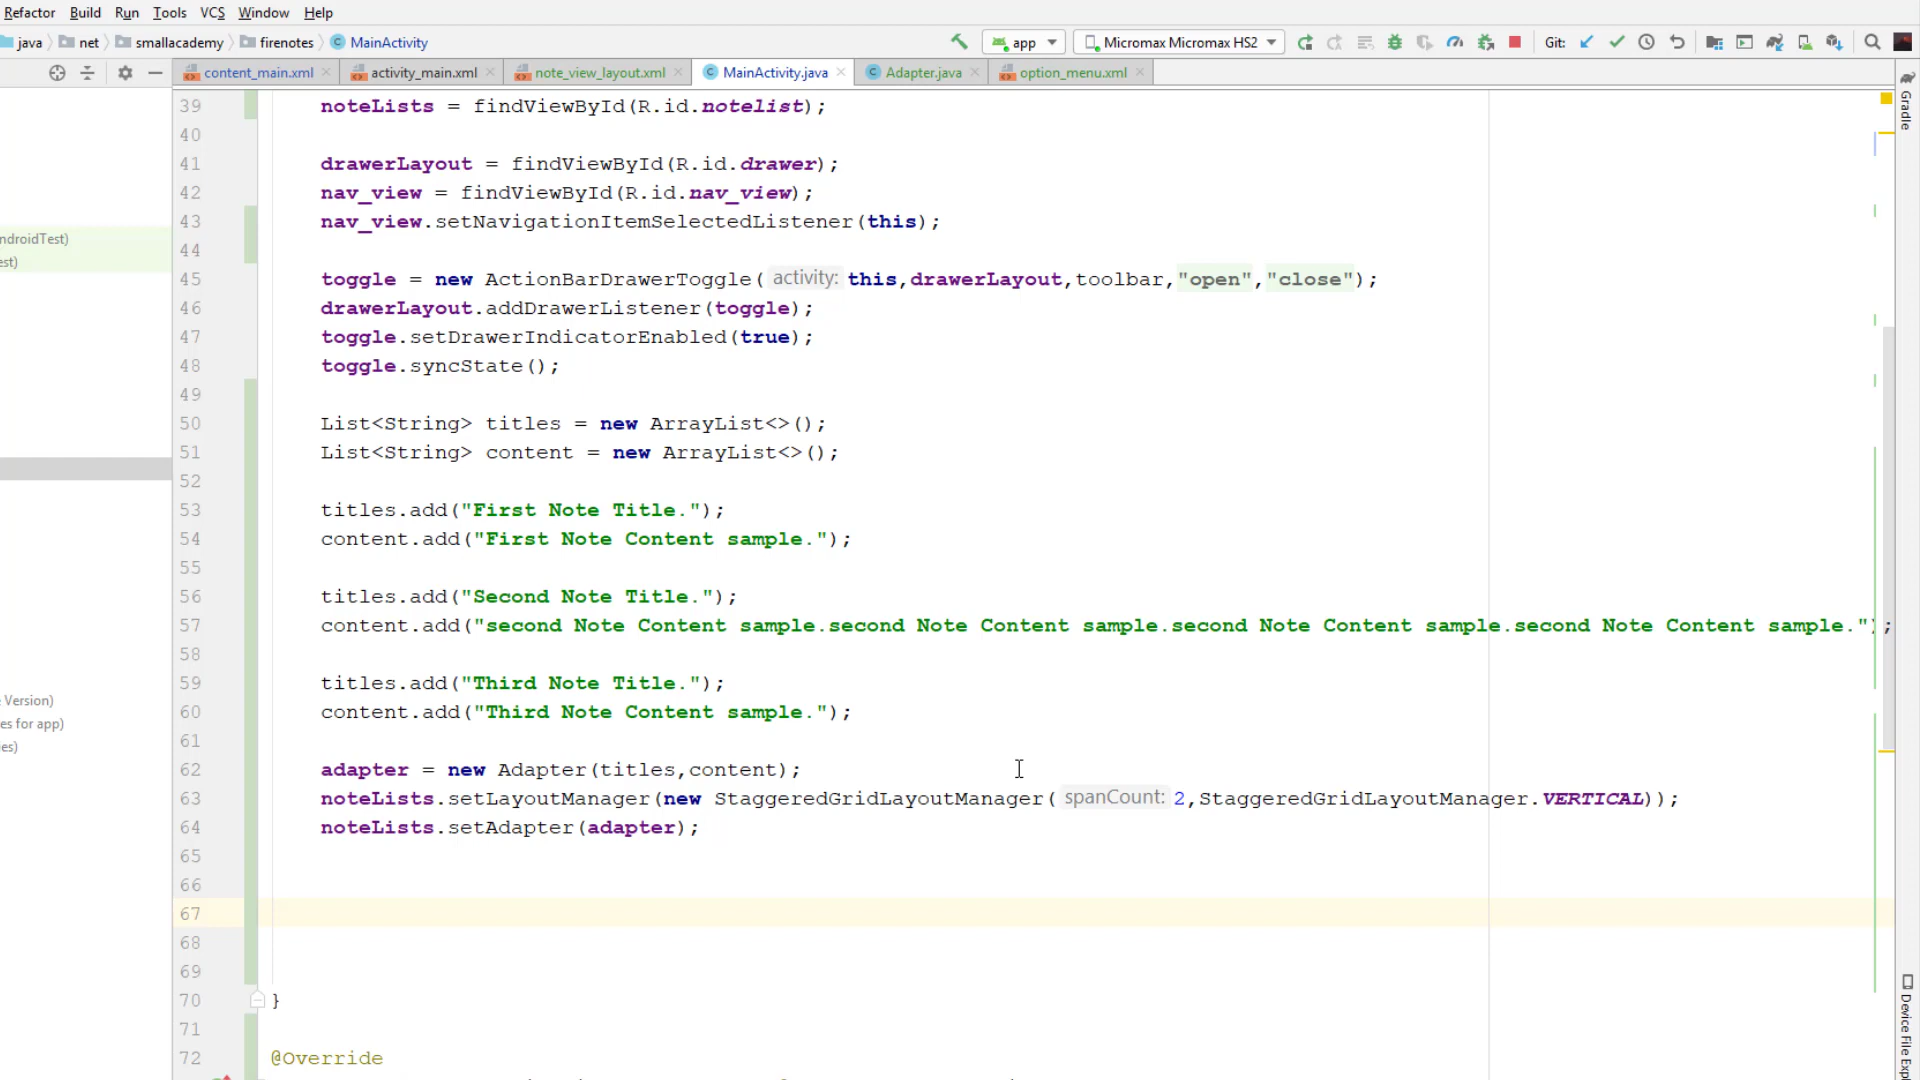 Refactor Build Run Tools VCS Window Help
java net smallacademy firenotes MainActivity app Micromax Micromax HS2 Git:
content_main.xml activity_main.xml note_view_layout.xml MainActivity.java Adapter.java option_menu.xml
39 noteLists = findViewById(R.id.notelist);
40
41 drawerLayout = findViewById(R.id.drawer);
42 nav_view = findViewById(R.id.nav_view);
43 nav_view.setNavigationItemSelectedListener(this);
44
45 toggle = new ActionBarDrawerToggle( activity: this,drawerLayout,toolbar,"open","close");
46 drawerLayout.addDrawerListener(toggle);
47 toggle.setDrawerIndicatorEnabled(true);
48 toggle.syncState();
49
50 List<String> titles = new ArrayList<>();
51 List<String> content = new ArrayList<>();
52
53 titles.add("First Note Title.");
54 content.add("First Note Content sample.");
55
56 titles.add("Second Note Title.");
57 content.add("second Note Content sample.second Note Content sample.second Note Content sample.second Note Content sample.");
58
59 titles.add("Third Note Title.");
60 content.add("Third Note Content sample.");
61
62 adapter = new Adapter(titles,content);
63 noteLists.setLayoutManager(new StaggeredGridLayoutManager( spanCount: 2,StaggeredGridLayoutManager.VERTICAL));
64 noteLists.setAdapter(adapter);
65
66
67
68
69
70 }
71
72 @Override
ndroidTest)
est)
Version)
es for app)
ies)
Gradle
Device File Expl